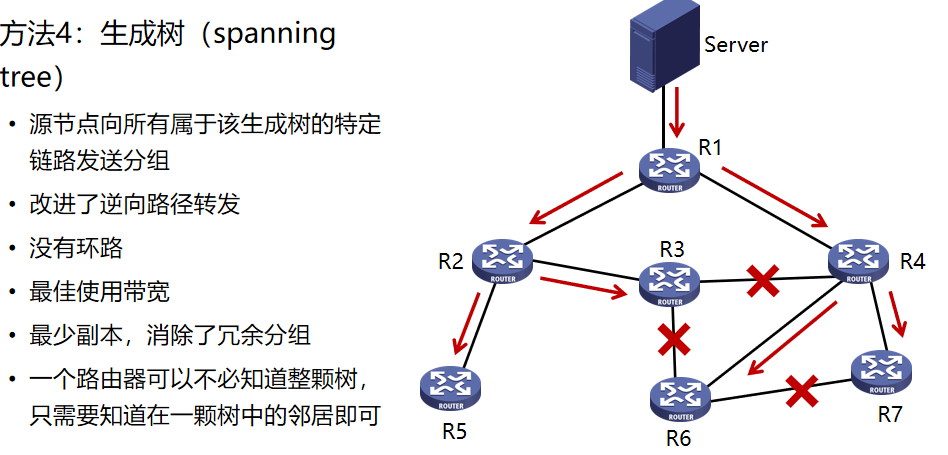 方法4：生成树（spanning
tree）
• 源节点向所有属于该生成树的特定
链路发送分组
• 改进了逆向路径转发
• 没有环路
• 最佳使用带宽
• 最少副本，消除了冗余分组
• 一个路由器可以不必知道整颗树，
只需要知道在一颗树中的邻居即可
Server
R1
ROUTER
R2
ROUTER
R3
ROUTER
R4
ROUTER
R5
ROUTER
R6
ROUTER
R7
ROUTER